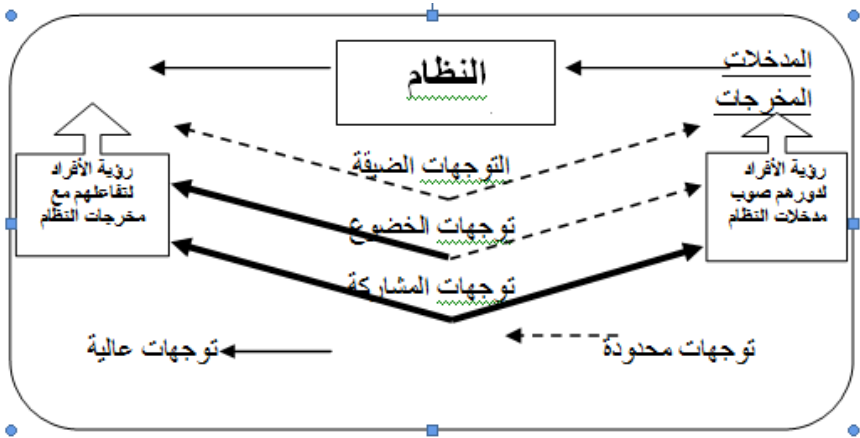 المدخلات
النظام
المخرجات
رؤية الأفراد
لدورهم صوب
مدخلات النظام
التوجهات الضيقة
رؤية الأفراد
لتفاعلهم مع
مخرجات النظام
توجهات الخضوع
توجهات المشاركة
توجهات محدودة
توجهات عالية